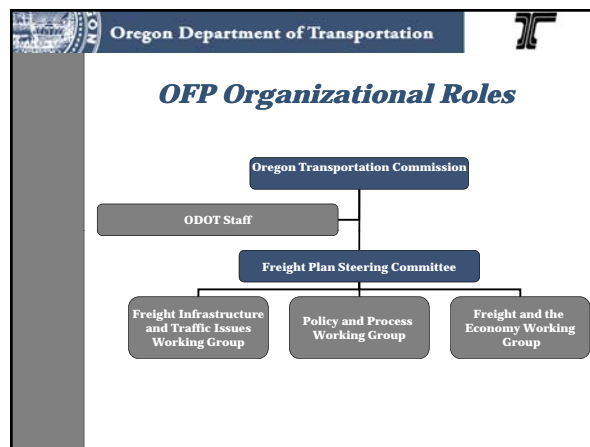 Oregon Department of Transportation
OFP Organizational Roles
Oregon Transportation Commission
ODOT Staff
Freight Plan Steering Committee
Freight Infrastructure
and Traffic Issues
Working Group
Policy and Process
Working Group
Freight and the
Economy Working
Group